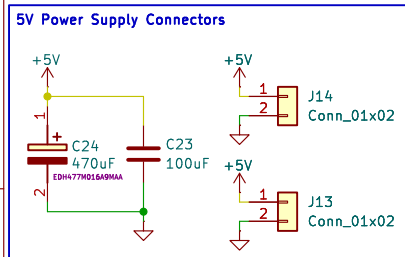 5V Power Supply Connectors
+5V
1
+
C24
470uF
EDH477M016A9MAA
2
C23
100uF
+5V
1
2
J14
Conn_01x02
+5V
1
2
J13
Conn_01x02